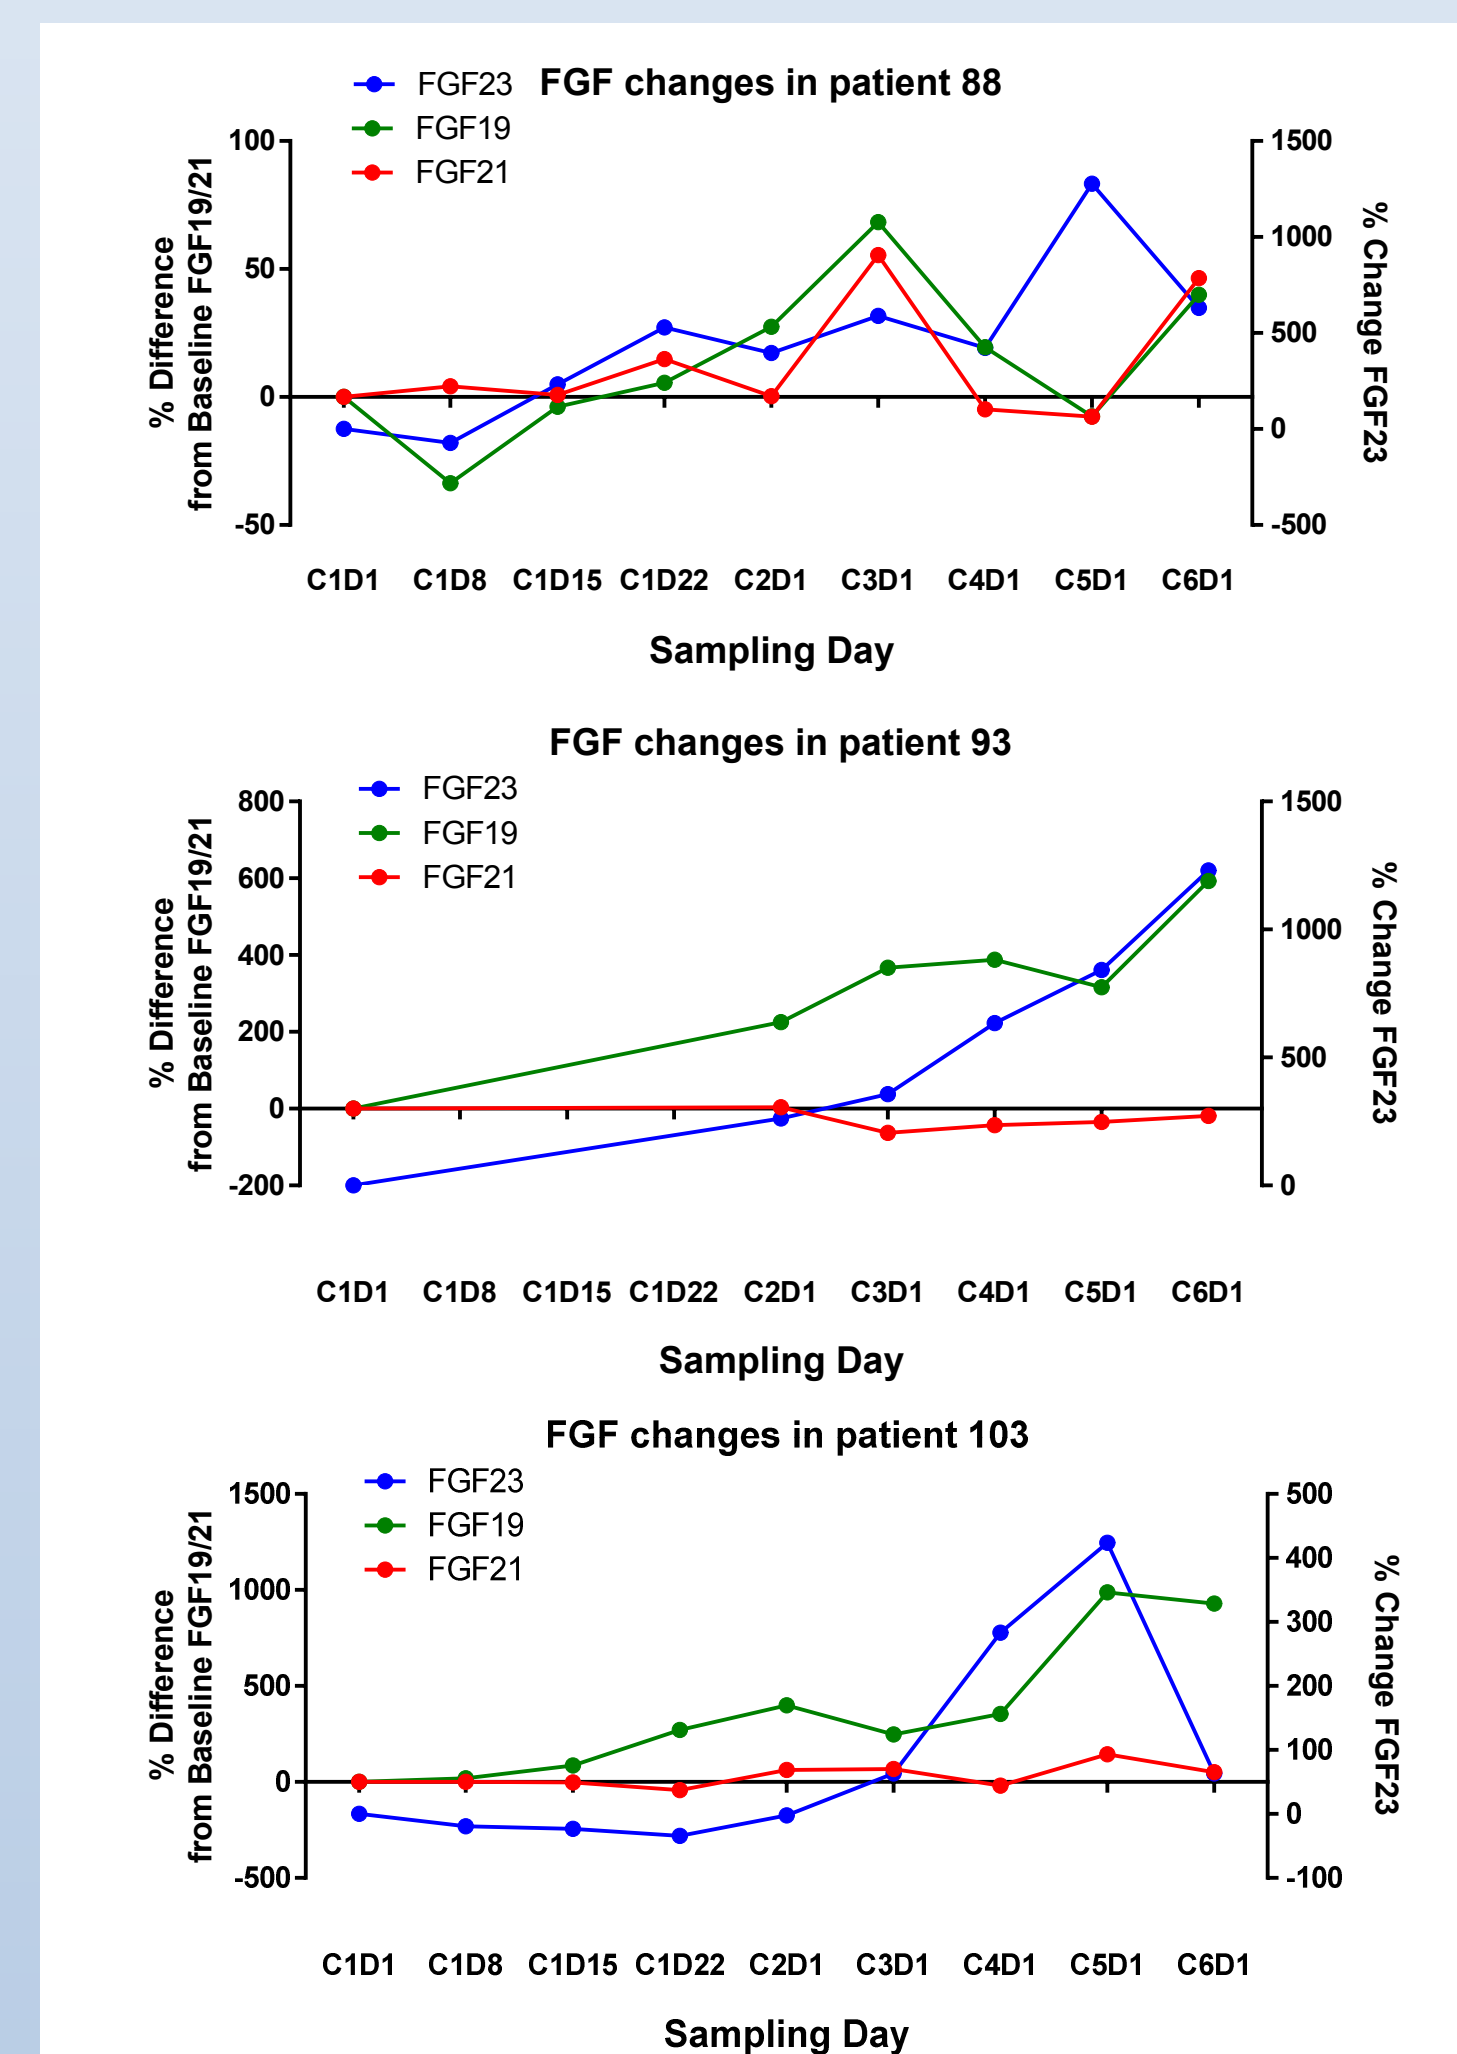 FGF changes in patient 88
FGF23
FGF19
FGF21
% Difference
from Baseline FGF19/21
100
50
0
-50
% Change FGF23
1500
1000
500
0
-500
C1D1 C1D8 C1D15 C1D22 C2D1 C3D1 C4D1 C5D1 C6D1
Sampling Day
FGF changes in patient 93
FGF23
FGF19
FGF21
% Difference
from Baseline FGF19/21
800
600
400
200
0
-200
% Change FGF23
1500
1000
500
0
C1D1 C1D8 C1D15 C1D22 C2D1 C3D1 C4D1 C5D1 C6D1
Sampling Day
FGF changes in patient 103
FGF23
FGF19
FGF21
% Difference
from Baseline FGF19/21
1500
1000
500
0
-500
% Change FGF23
500
400
300
200
100
0
-100
C1D1 C1D8 C1D15 C1D22 C2D1 C3D1 C4D1 C5D1 C6D1
Sampling Day